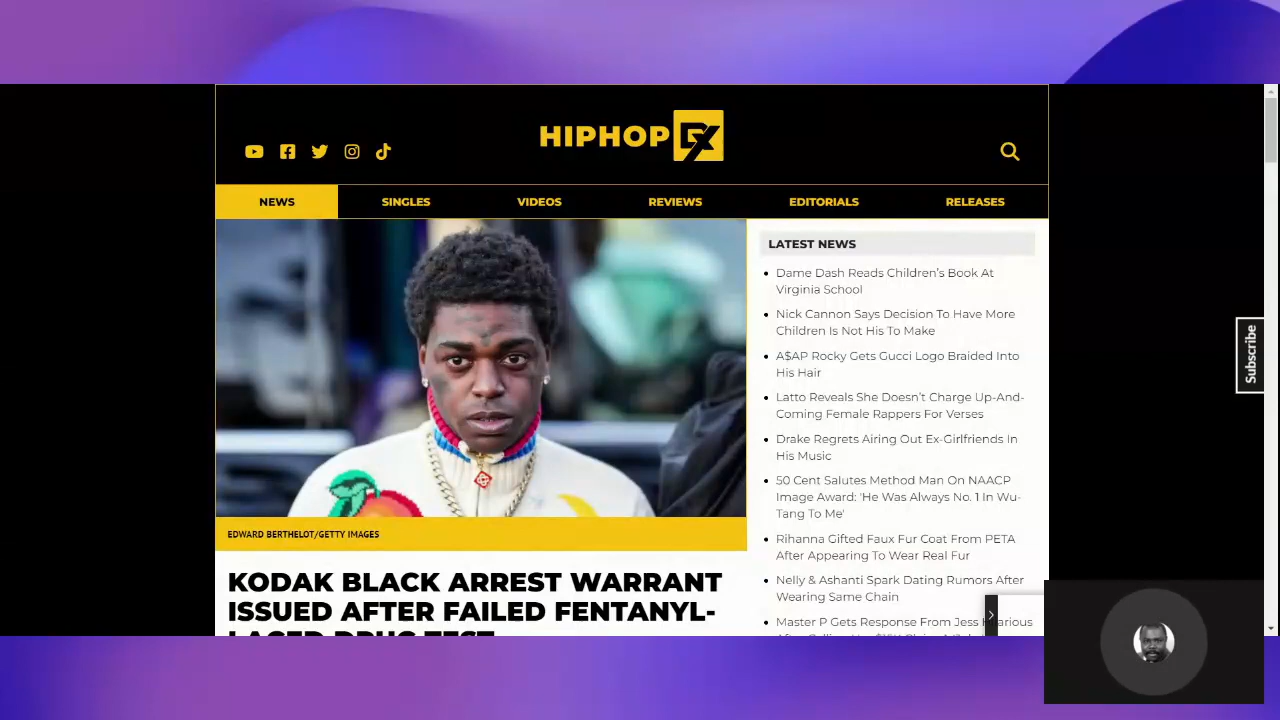 HIPHOP DX
NEWS
SINGLES
VIDEOS
REVIEWS
EDITORIALS
RELEASES
EDWARD BERTHELOT/GETTY IMAGES
KODAK BLACK ARREST WARRANT
ISSUED AFTER FAILED FENTANYL-
LACED DRUG TEST
LATEST NEWS
Dame Dash Reads Children's Book At
Virginia School
Nick Cannon Says Decision To Have More
Children Is Not His To Make
A$AP Rocky Gets Gucci Logo Braided Into
His Hair
Latto Reveals She Doesn't Charge Up-And-
Coming Female Rappers For Verses
Drake Regrets Airing Out Ex-Girlfriends In
His Music
50 Cent Salutes Method Man On NAACP
Image Award: 'He Was Always No. 1 In Wu-
Tang To Me'
Rihanna Gifted Faux Fur Coat From PETA
After Appearing To Wear Real Fur
Nelly & Ashanti Spark Dating Rumors After
Wearing Same Chain
Master P Gets Response From Jess Hilarious
Subscribe